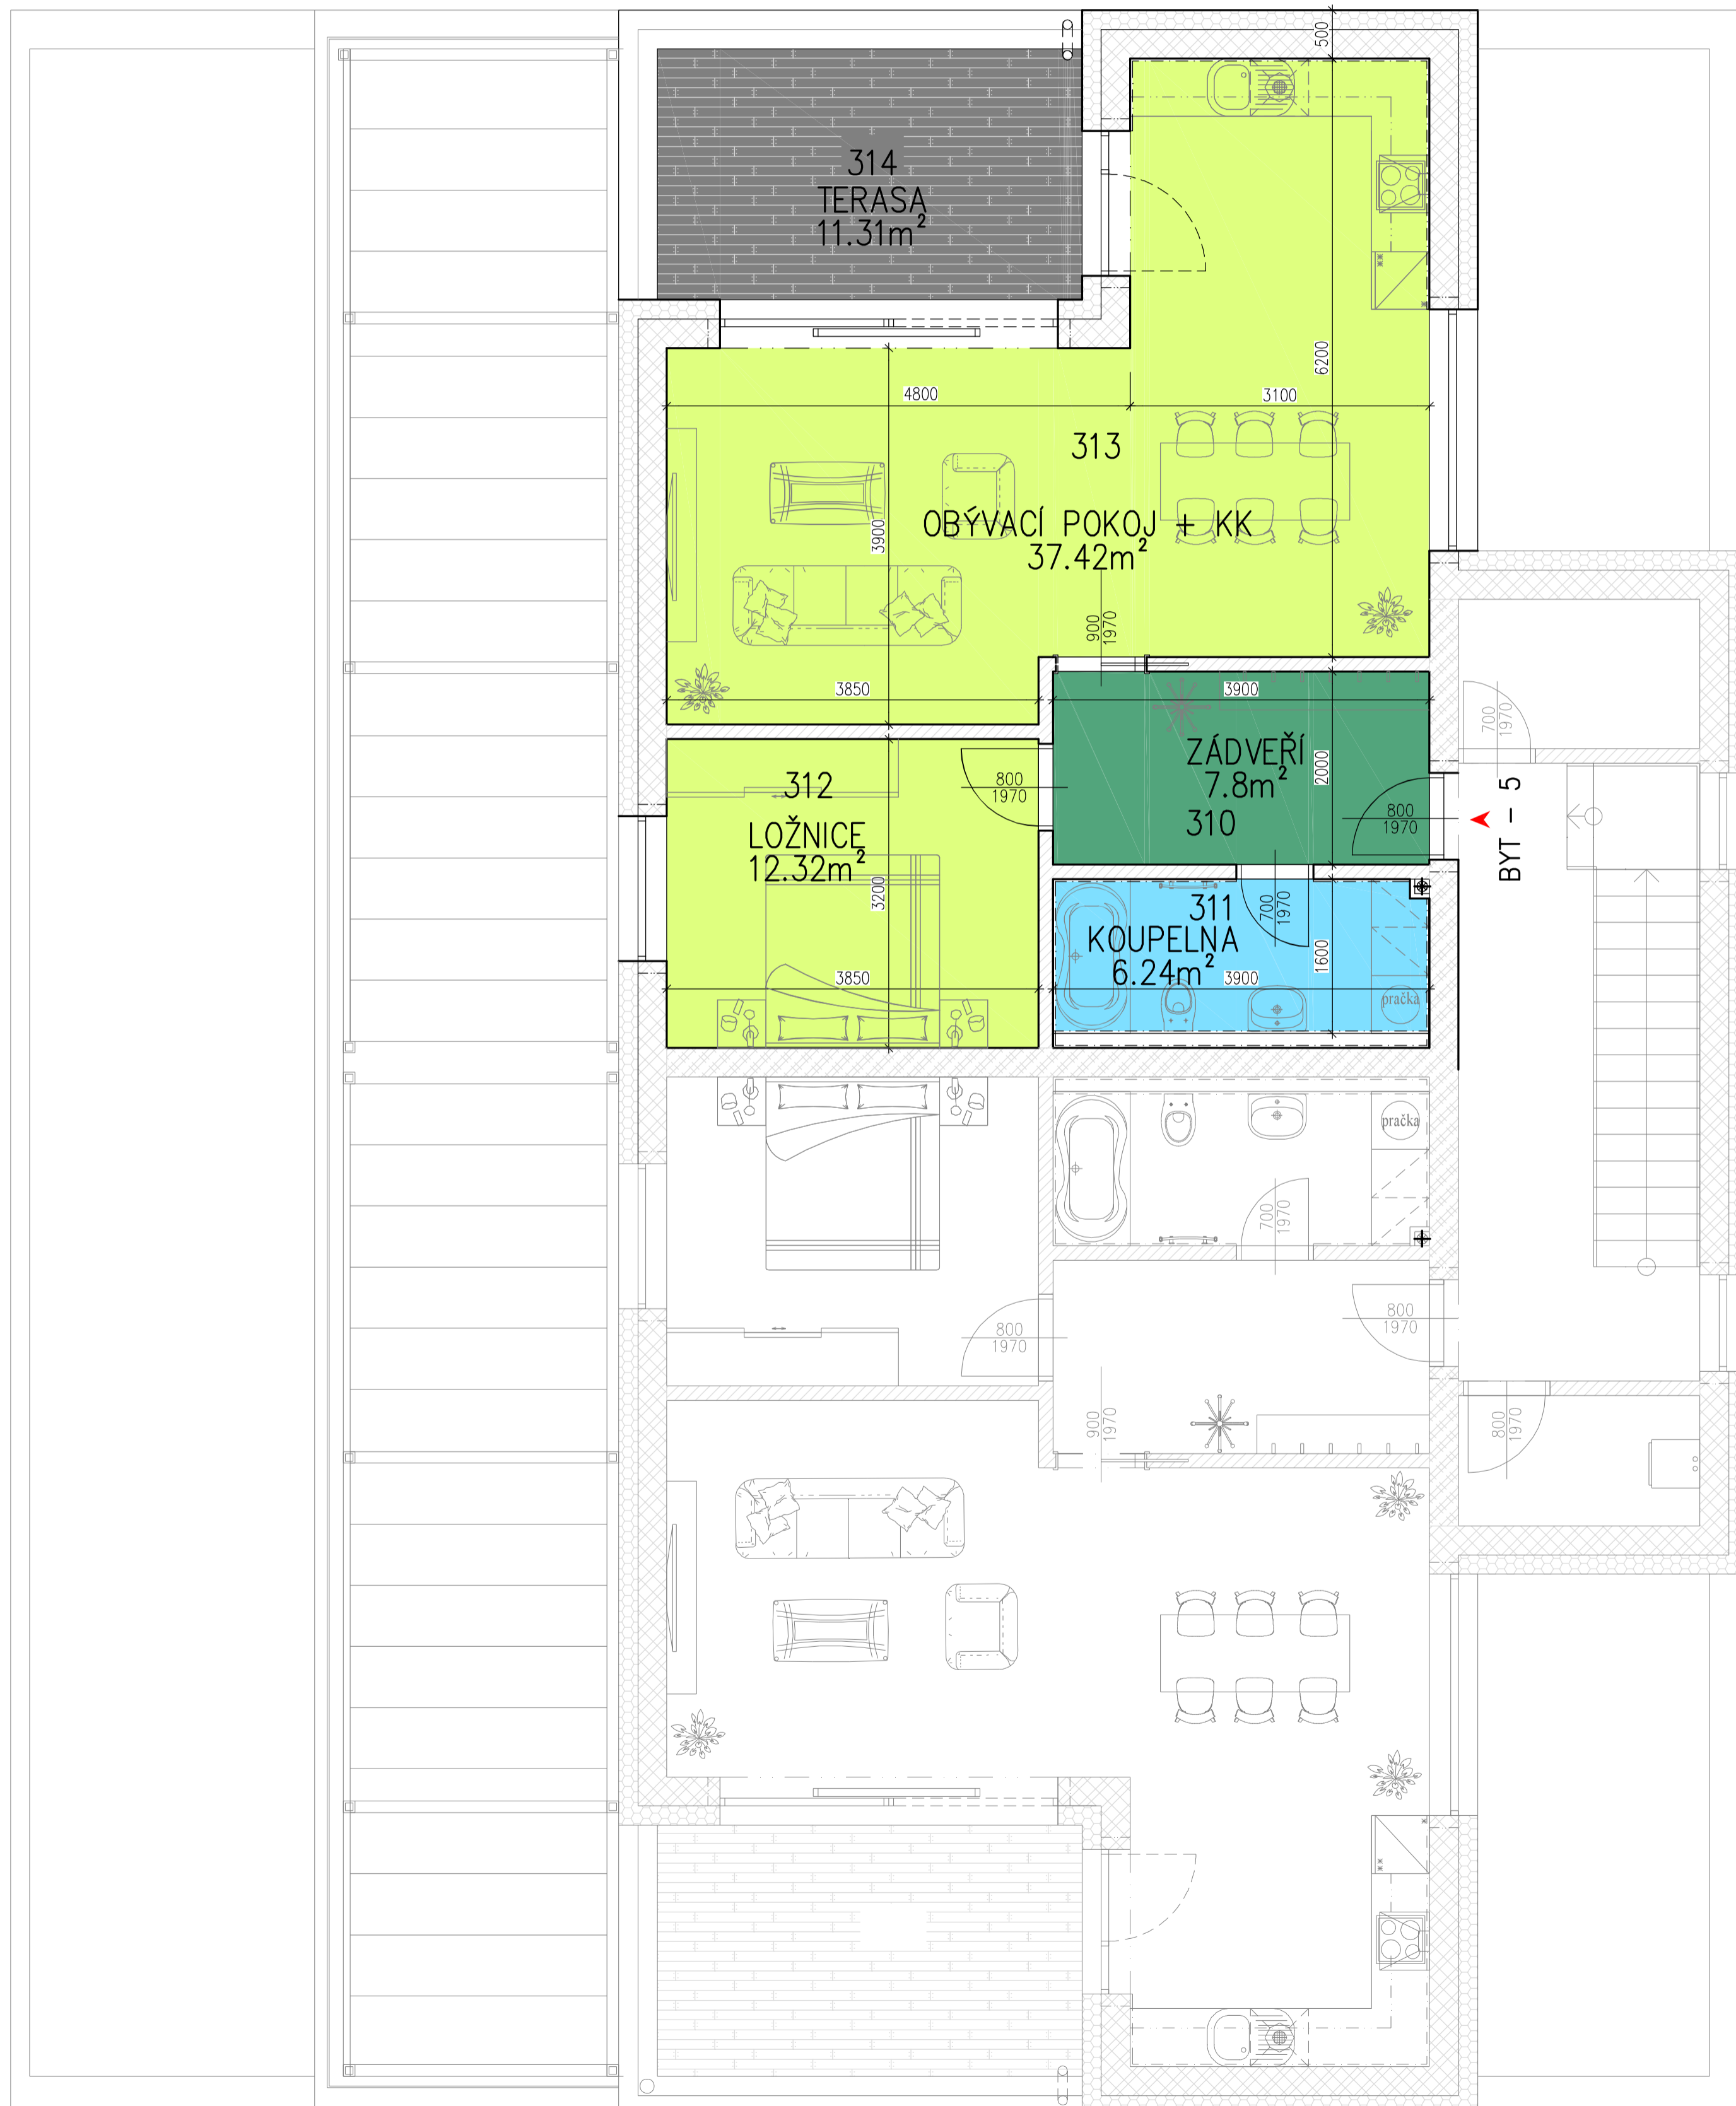 500
314
TERASA
11.31m²
6200
4800
3100
313
OBÝVACÍ POKOJ + KK
37.42m²
3900
900
1970
3850
3900
700
1970
ZÁDVEŘÍ
7.8m²
310
2000
312
LOŽNICE
12.32m²
800
1970
800
1970
BYT - 5
3200
311
KOUPELNA
6.24m²
700
1970
1600
3850
3900
pračka
pračka
700
1970
800
1970
800
1970
900
1970
800
1970